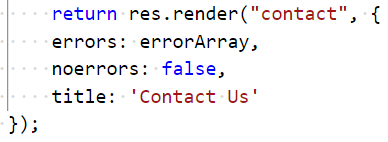 return res.render("contact", {
errors: errorArray,
noerrors: false,
title: 'Contact Us'
});